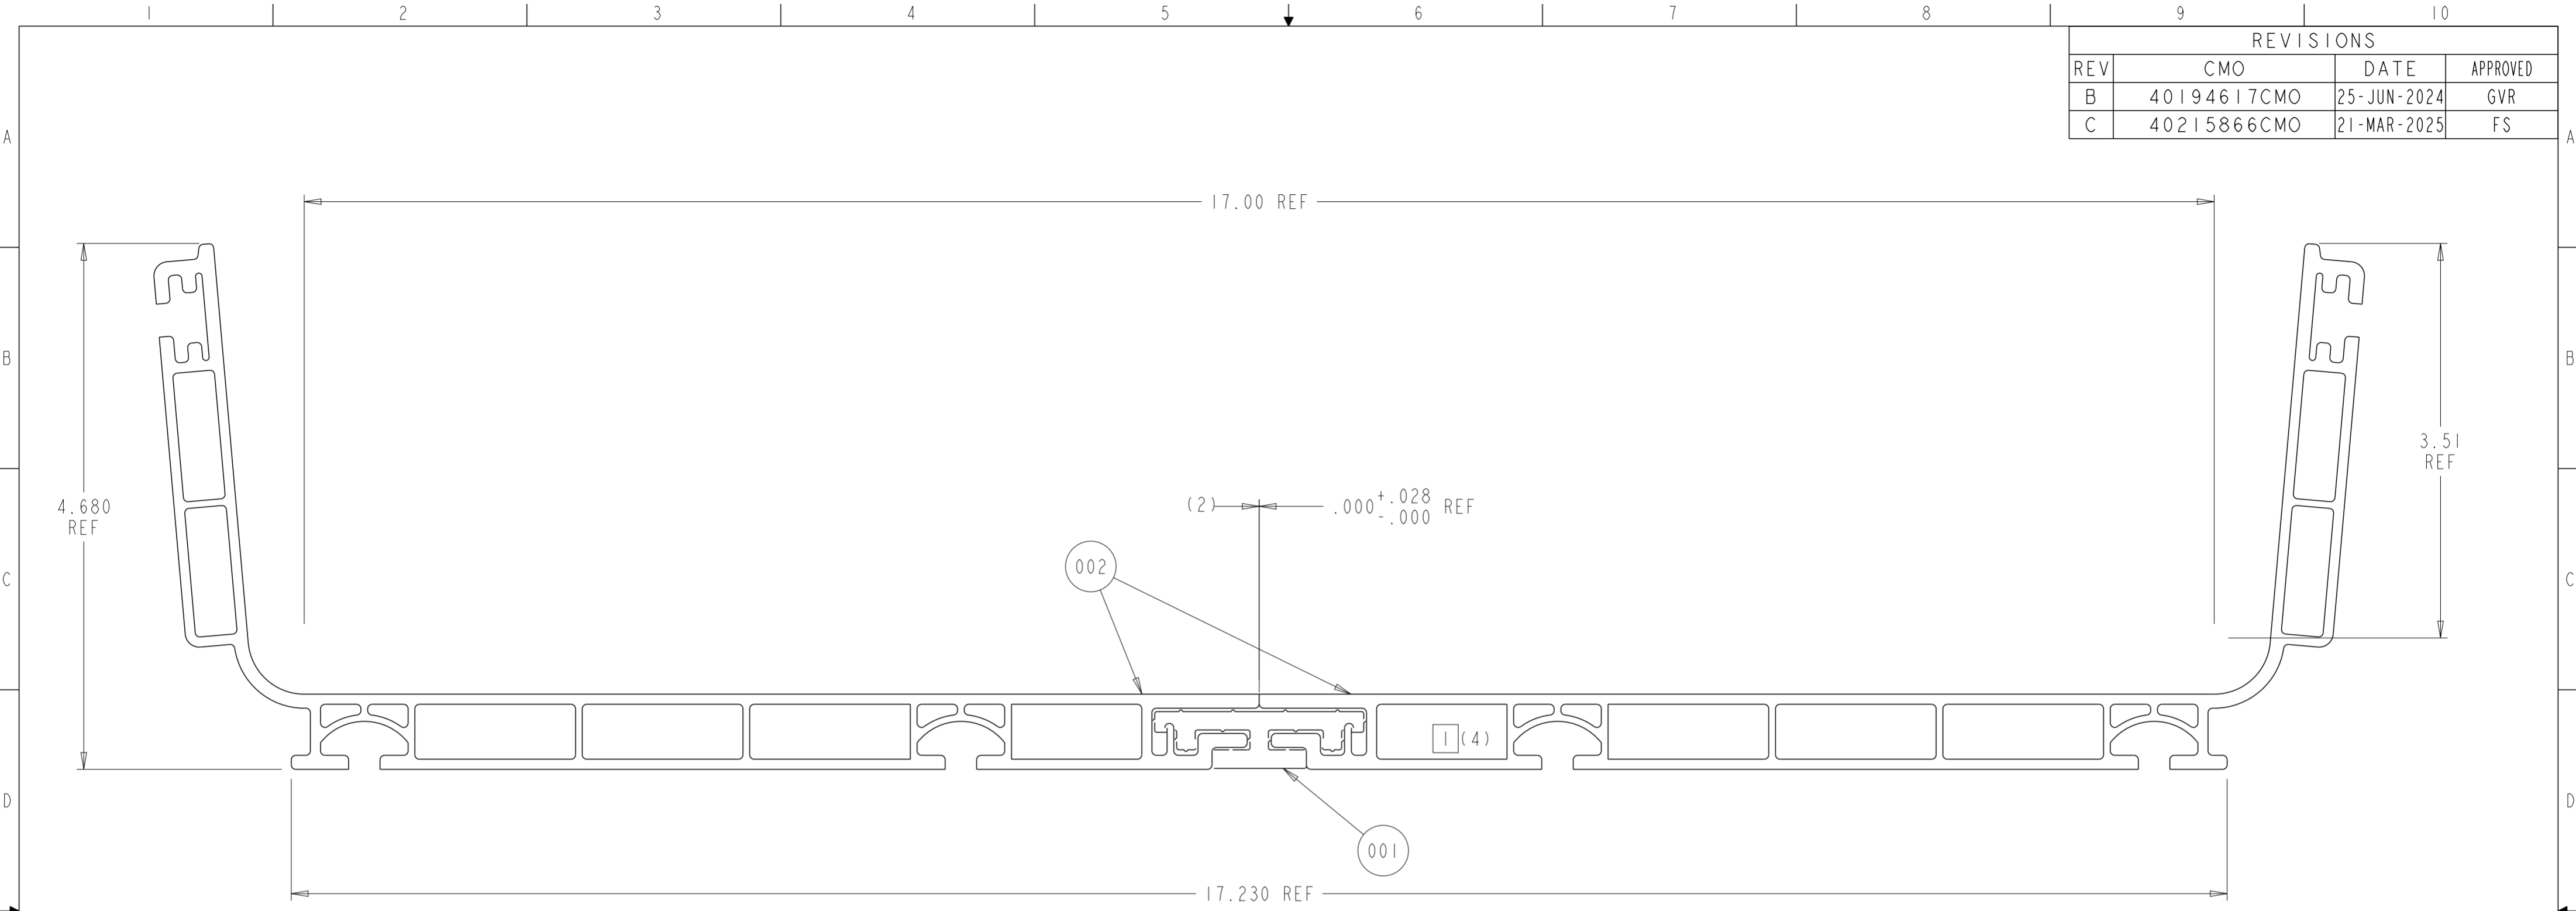 1 2 3 4 5 6 7 8 9 10
REVISIONS
REV CMO DATE APPROVED
B 40194617CMO 25-JUN-2024 GVR
C 40215866CMO 21-MAR-2025 FS
A A
17.00 REF
B B
3.51
REF
4.680
REF
(2) .000 +.028 -.000 REF
002
C C
1 (4)
D D
001
17.230 REF